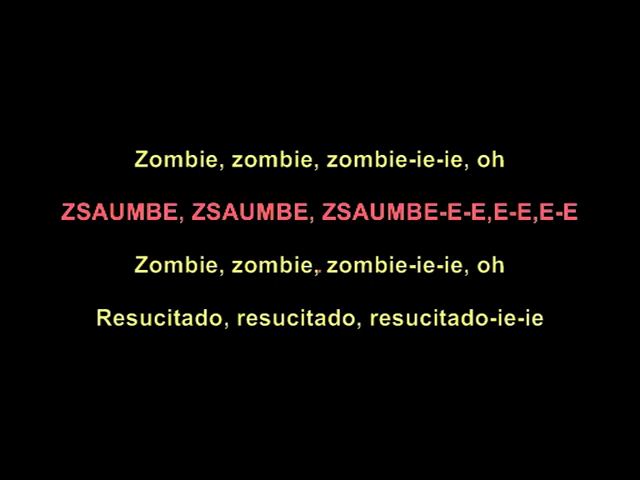 Zombie, zombie, zombie-ie-ie, oh
ZSAUMBE, ZSAUMBE, ZSAUMBE-E-E,E-E,E-E
Zombie, zombie, zombie-ie-ie, oh
Resucitado, resucitado, resucitado-ie-ie